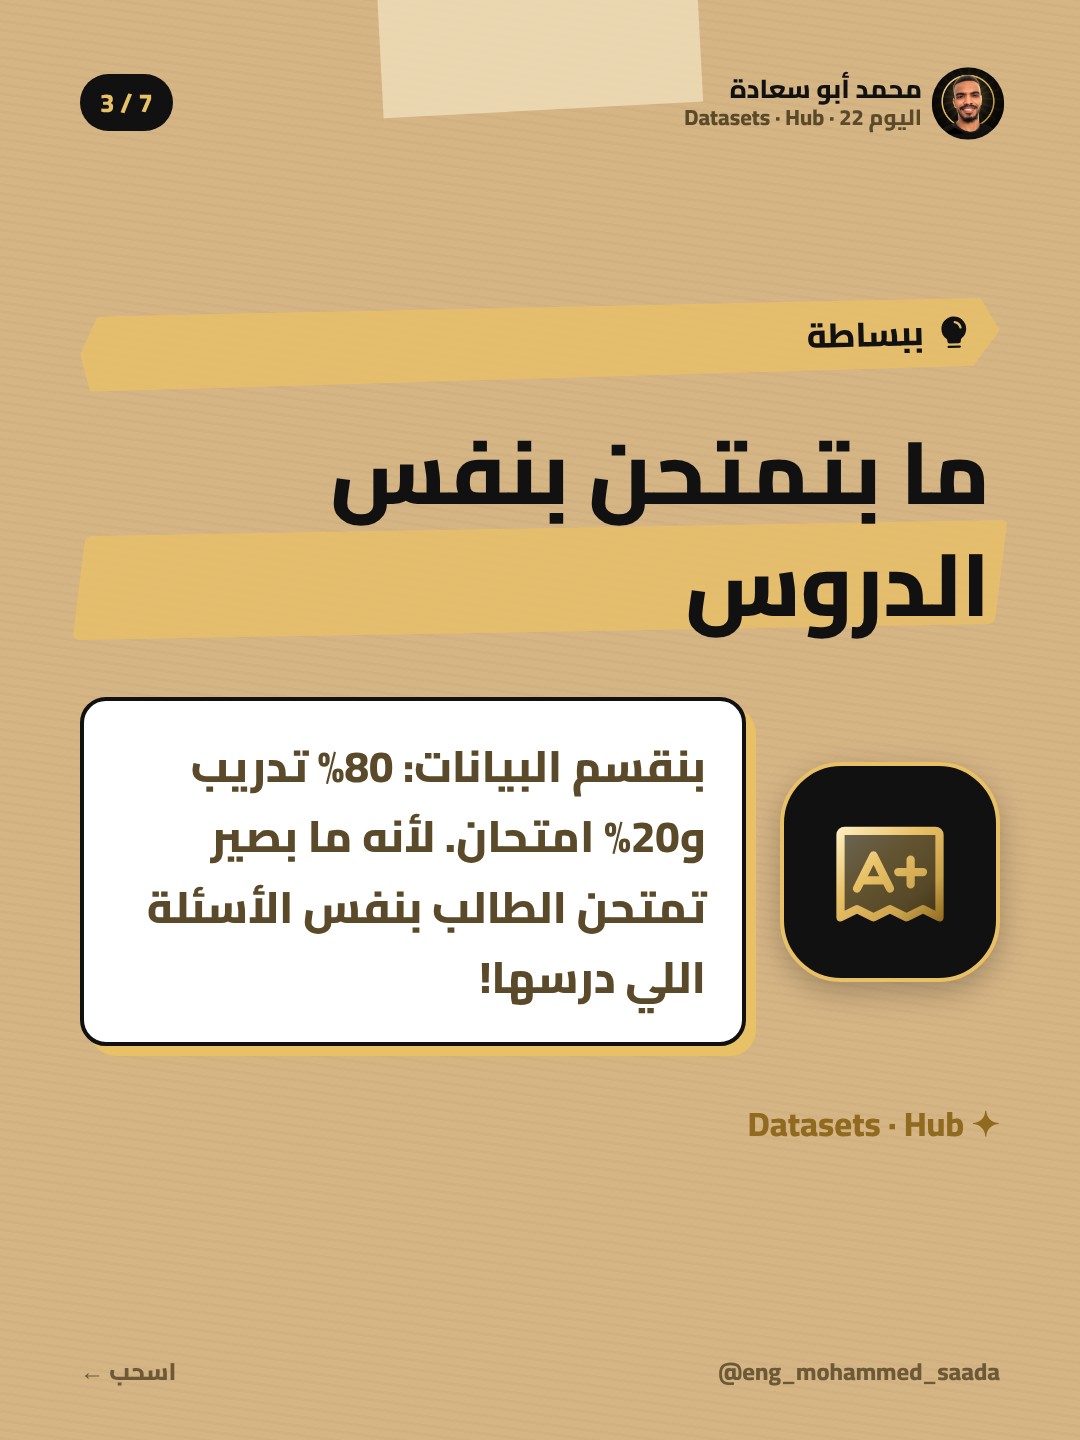 محمد أبو سعادة
اليوم 22 · Datasets · Hub
3 / 7
ببساطة
ما بتمتحن بنفس
الدروس
بنقسم البيانات: 80% تدريب
و20% امتحان. لأنه ما بصير
تمتحن الطالب بنفس الأسئلة
اللي درسها!
A+
✦ Datasets · Hub
@eng_mohammed_saada
اسحب ←